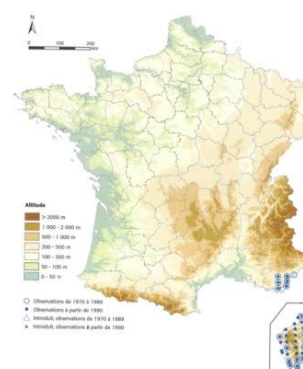 N
0 100 200
Altitude
> 2000 m
1 000 - 2 000 m
500 - 1 000 m
200 - 500 m
100 - 200 m
50 - 100 m
0 - 50 m
Observations de 1970 à 1989
Observations à partir de 1990
Introduit, observations de 1970 à 1989
Introduit, observations à partir de 1990